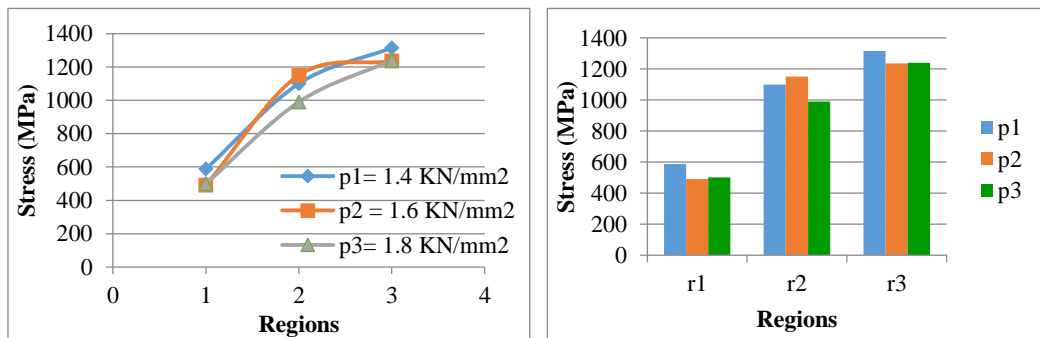 1400
1200
1000
800
600
400
200
0
Stress (MPa)
p1= 1.4 KN/mm2
p2 = 1.6 KN/mm2
p3= 1.8 KN/mm2
0 1 2 3 4
Regions
1400
1200
1000
800
600
400
200
0
Stress (MPa)
r1 r2 r3
Regions
p1
p2
p3